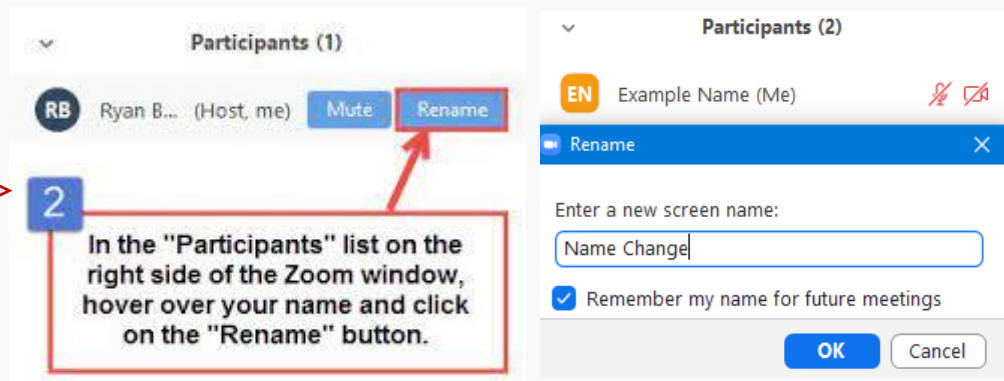 Participants (1)
RB Ryan B... (Host, me) Mute Rename
2
In the "Participants" list on the
right side of the Zoom window,
hover over your name and click
on the "Rename" button.
Participants (2)
EN Example Name (Me)
Rename
Enter a new screen name:
Name Change
Remember my name for future meetings
OK Cancel